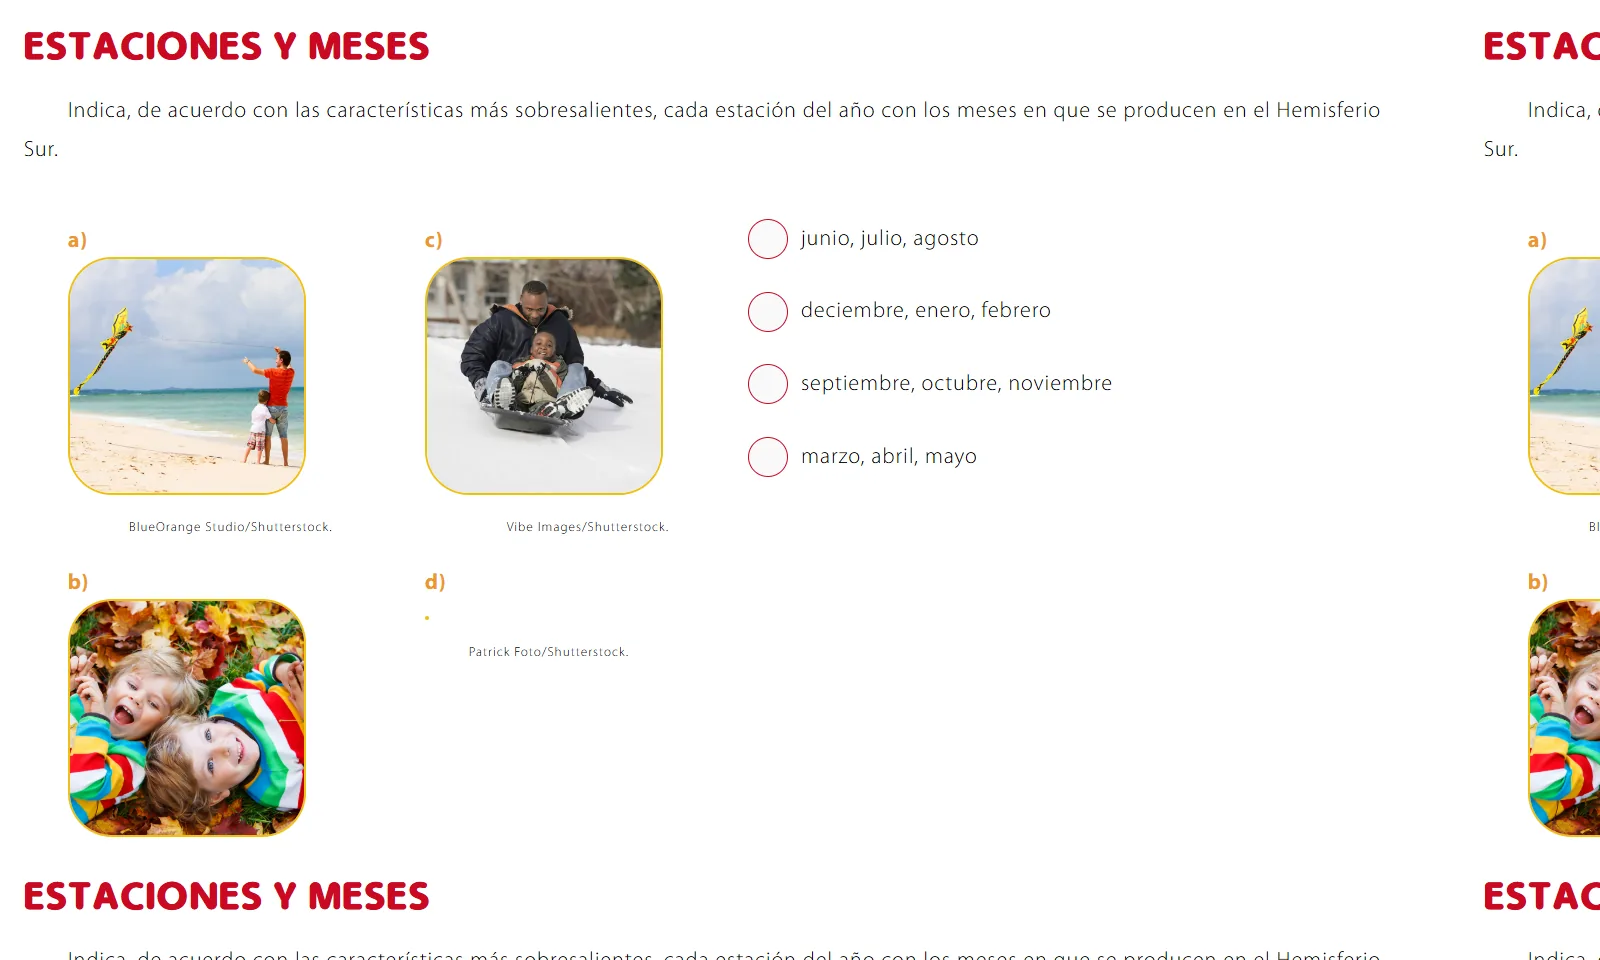 ESTACIONES Y MESES
Indica, de acuerdo con las características más sobresalientes, cada estación del año con los meses en que se producen en el Hemisferio
Sur.
a)
c)
BlueOrange Studio/Shutterstock.
Vibe Images/Shutterstock.
b)
d)
Patrick Foto/Shutterstock.
junio, julio, agosto
deciembre, enero, febrero
septiembre, octubre, noviembre
marzo, abril, mayo
ESTAC
Indica,
Sur.
a)
Bl
b)
ESTACIONES Y MESES
Indica, de acuerdo con las características más sobresalientes, cada estación del año con los meses en que se producen en el Hemisferio
ESTAC
Indica,